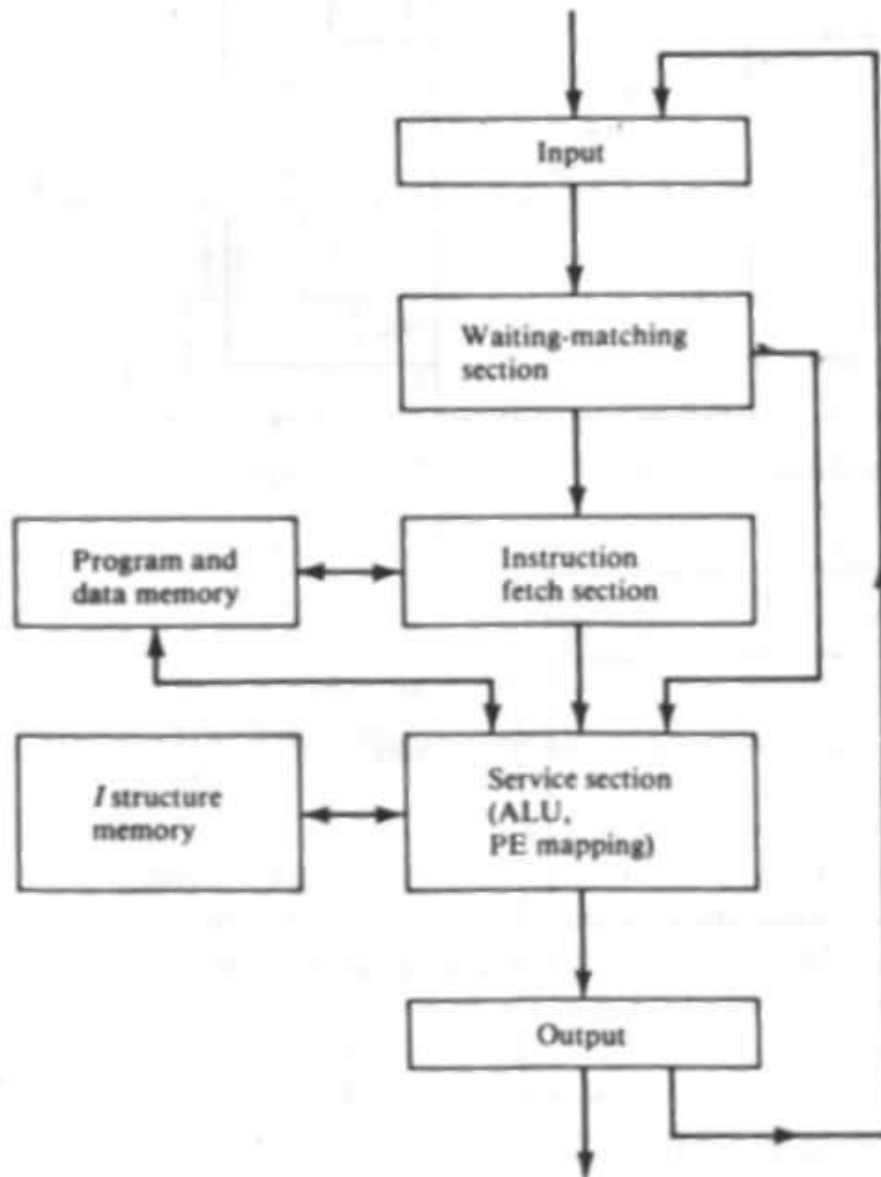 Input
Waiting-matching
section
Program and
data memory
Instruction
fetch section
I structure
memory
Service section
(ALU,
PE mapping)
Output